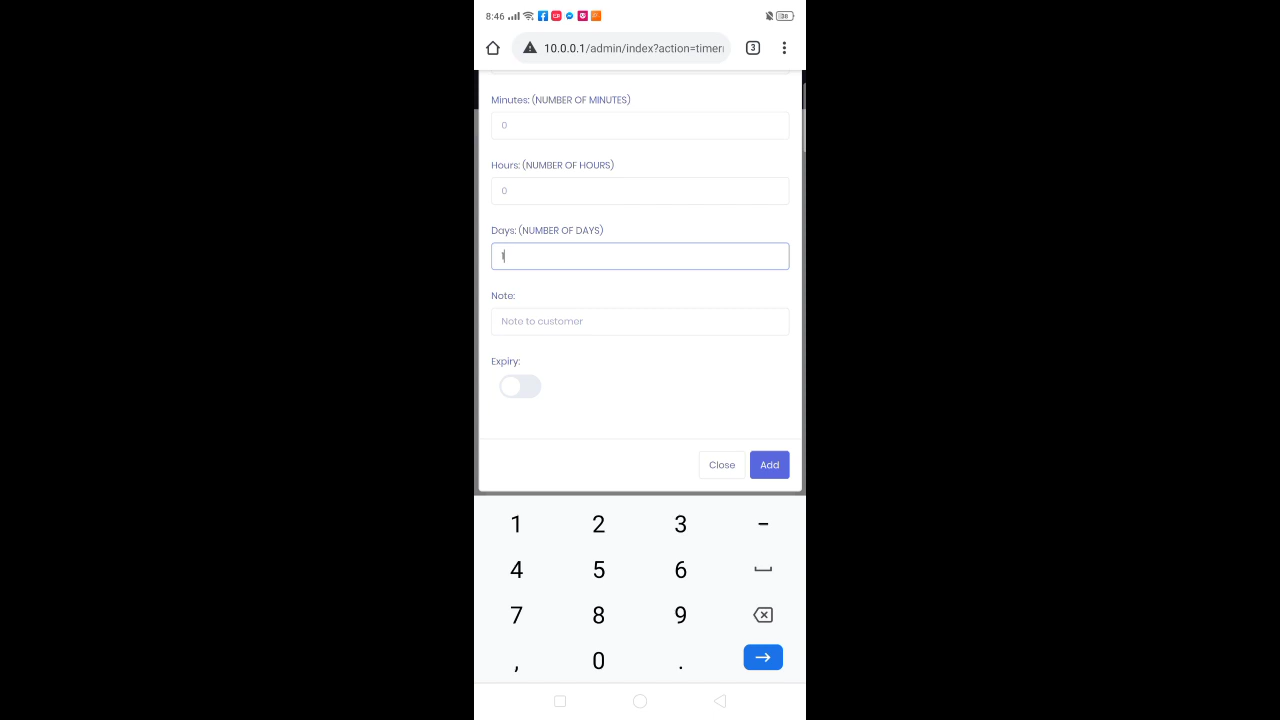 8:46
38
10.0.0.1/admin/index?action=timer
3
Minutes: (NUMBER OF MINUTES)
0
Hours: (NUMBER OF HOURS)
0
Days: (NUMBER OF DAYS)
1
Note:
Note to customer
Expiry:
Close Add
1 2 3 -
4 5 6
7 8 9
, 0 .